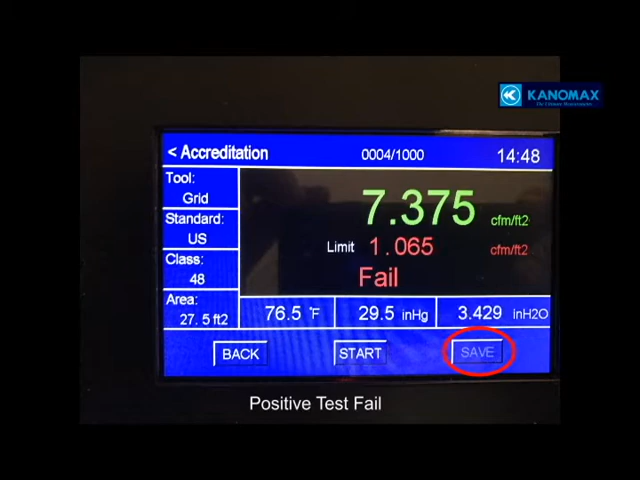 KANOMAX
The Ultimate Measurements
< Accreditation 0004/1000 14:48
Tool:
Grid
Standard:
US
Class:
48
Area:
27.5 ft2
7.375 cfm/ft2
Limit 1.065 cfm/ft2
Fail
76.5 °F 29.5 inHg 3.429 inH2O
BACK START SAVE
Positive Test Fail